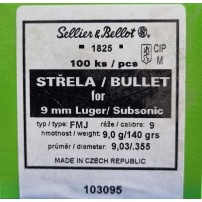 Sellier & Bellot
* 1825 *
100 ks / pcs
CIP
M
STŘELA / BULLET
for
9 mm Luger/ Subsonic
typ / type: FMJ ráže / calibre: 9
hmotnost / weight: 9,0 g/140 grs
průměr / diameter: 9,03/.355
MADE IN CZECH REPUBLIC
103095